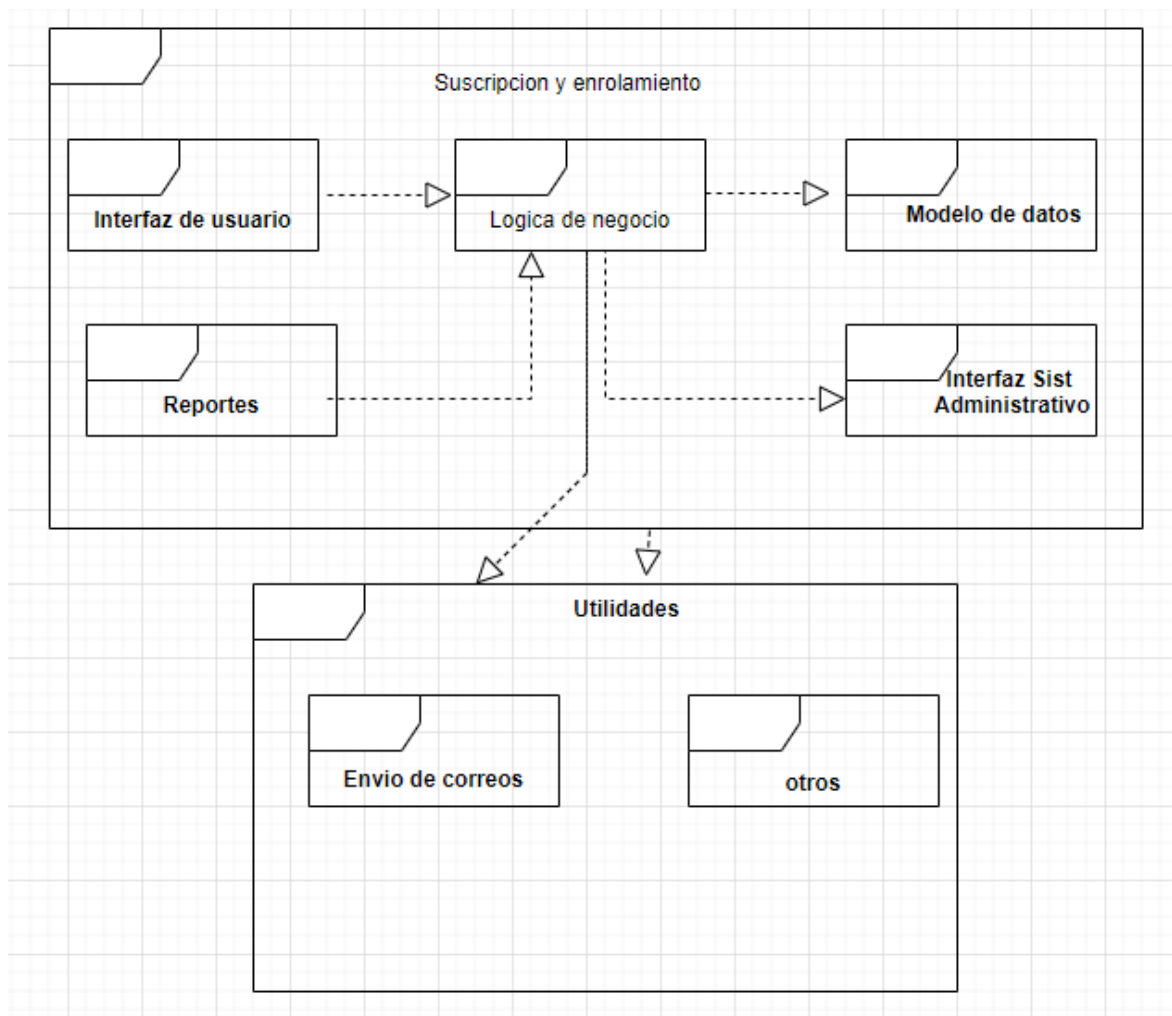 Suscripcion y enrolamiento
Interfaz de usuario
Logica de negocio
Modelo de datos
Reportes
Interfaz Sist
Administrativo
Utilidades
Envio de correos
otros